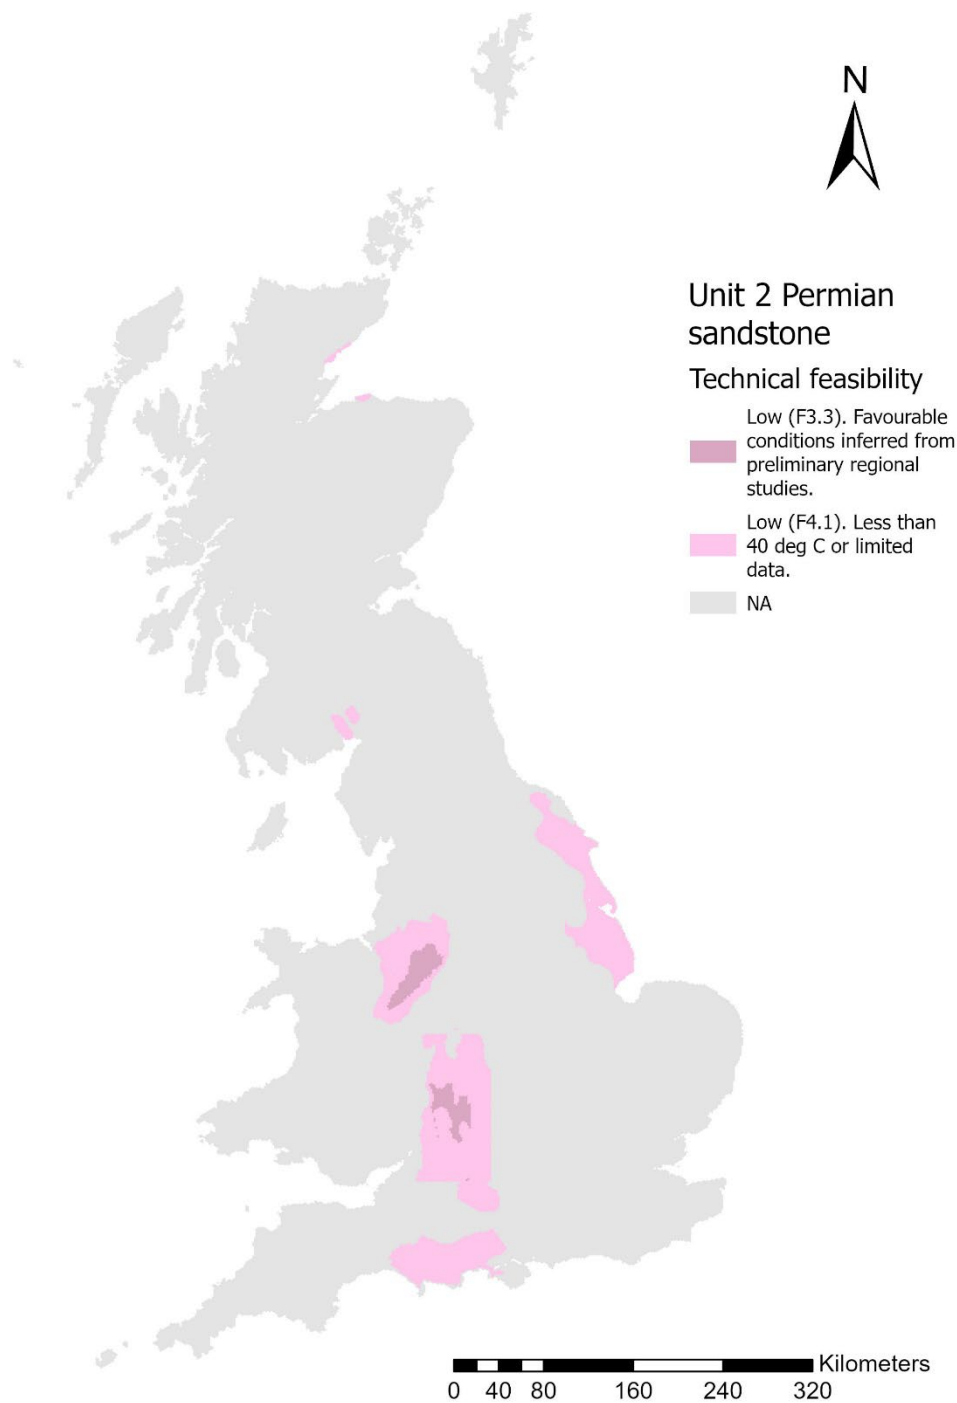 N
Unit 2 Permian
sandstone
Technical feasibility
Low (F3.3). Favourable
conditions inferred from
preliminary regional
studies.
Low (F4.1). Less than
40 deg C or limited
data.
NA
Kilometers
0 40 80 160 240 320